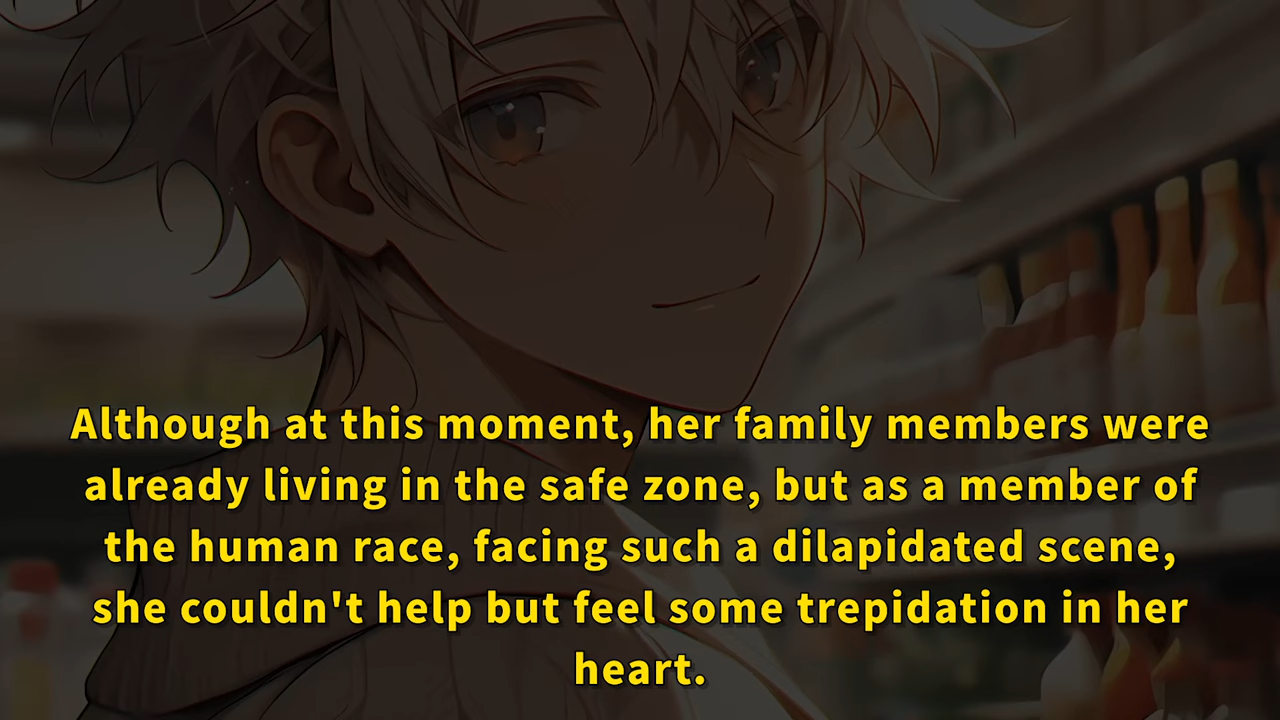 Although at this moment, her family members were
already living in the safe zone, but as a member of
the human race, facing such a dilapidated scene,
she couldn't help but feel some trepidation in her
heart.